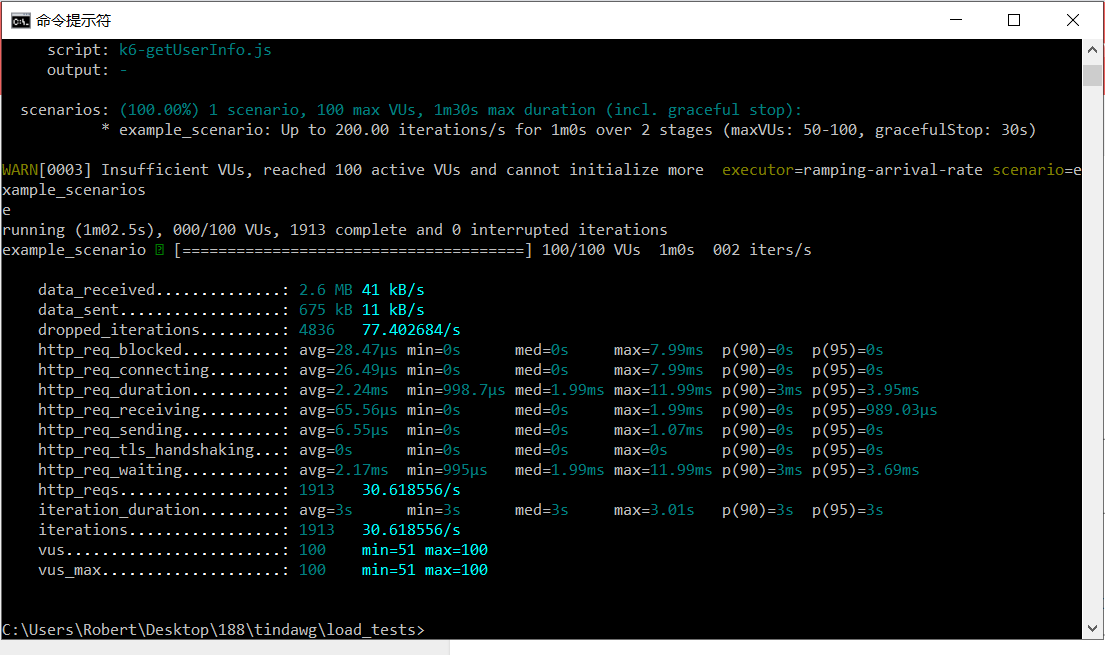 命令提示符
script: k6-getUserInfo.js
output: -
scenarios: (100.00%) 1 scenario, 100 max VUs, 1m30s max duration (incl. graceful stop):
* example_scenario: Up to 200.00 iterations/s for 1m0s over 2 stages (maxVUs: 50-100, gracefulStop: 30s)
WARN[0003] Insufficient VUs, reached 100 active VUs and cannot initialize more  executor=ramping-arrival-rate scenario=e
xample_scenarios
e
running (1m02.5s), 000/100 VUs, 1913 complete and 0 interrupted iterations
example_scenario [======================================] 100/100 VUs  1m0s  002 iters/s
data_received..............: 2.6 MB 41 kB/s
data_sent..................: 675 kB 11 kB/s
dropped_iterations.........: 4836   77.402684/s
http_req_blocked...........: avg=28.47µs min=0s      med=0s     max=7.99ms  p(90)=0s  p(95)=0s
http_req_connecting........: avg=26.49µs min=0s      med=0s     max=7.99ms  p(90)=0s  p(95)=0s
http_req_duration..........: avg=2.24ms  min=998.7µs med=1.99ms max=11.99ms p(90)=3ms p(95)=3.95ms
http_req_receiving.........: avg=65.56µs min=0s      med=0s     max=1.99ms  p(90)=0s  p(95)=989.03µs
http_req_sending...........: avg=6.55µs  min=0s      med=0s     max=1.07ms  p(90)=0s  p(95)=0s
http_req_tls_handshaking...: avg=0s      min=0s      med=0s     max=0s      p(90)=0s  p(95)=0s
http_req_waiting...........: avg=2.17ms  min=995µs   med=1.99ms max=11.99ms p(90)=3ms p(95)=3.69ms
http_reqs..................: 1913   30.618556/s
iteration_duration.........: avg=3s      min=3s      med=3s     max=3.01s   p(90)=3s  p(95)=3s
iterations.................: 1913   30.618556/s
vus........................: 100    min=51 max=100
vus_max....................: 100    min=51 max=100
C:\Users\Robert\Desktop\188\tindawg\load_tests>